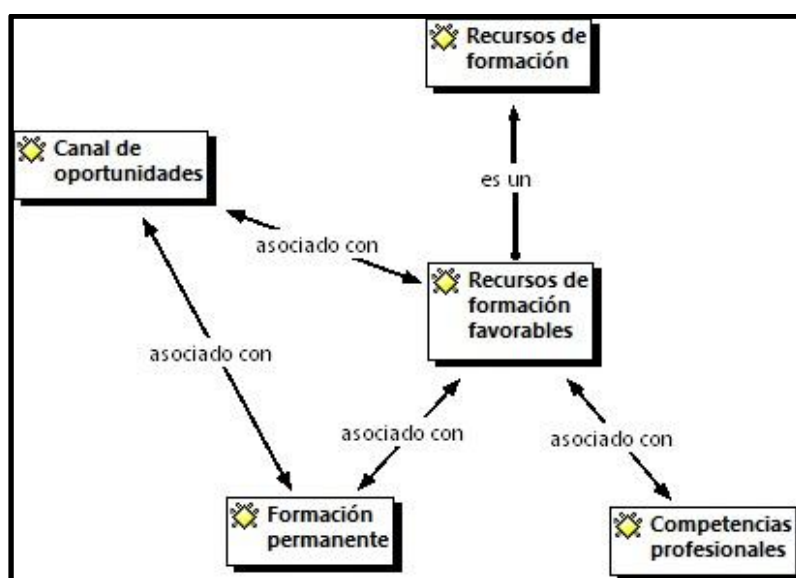 Recursos de
formación
Canal de
oportunidades
es un
asociado con
Recursos de
formación
favorables
asociado con
asociado con
asociado con
Formación
permanente
Competencias
profesionales